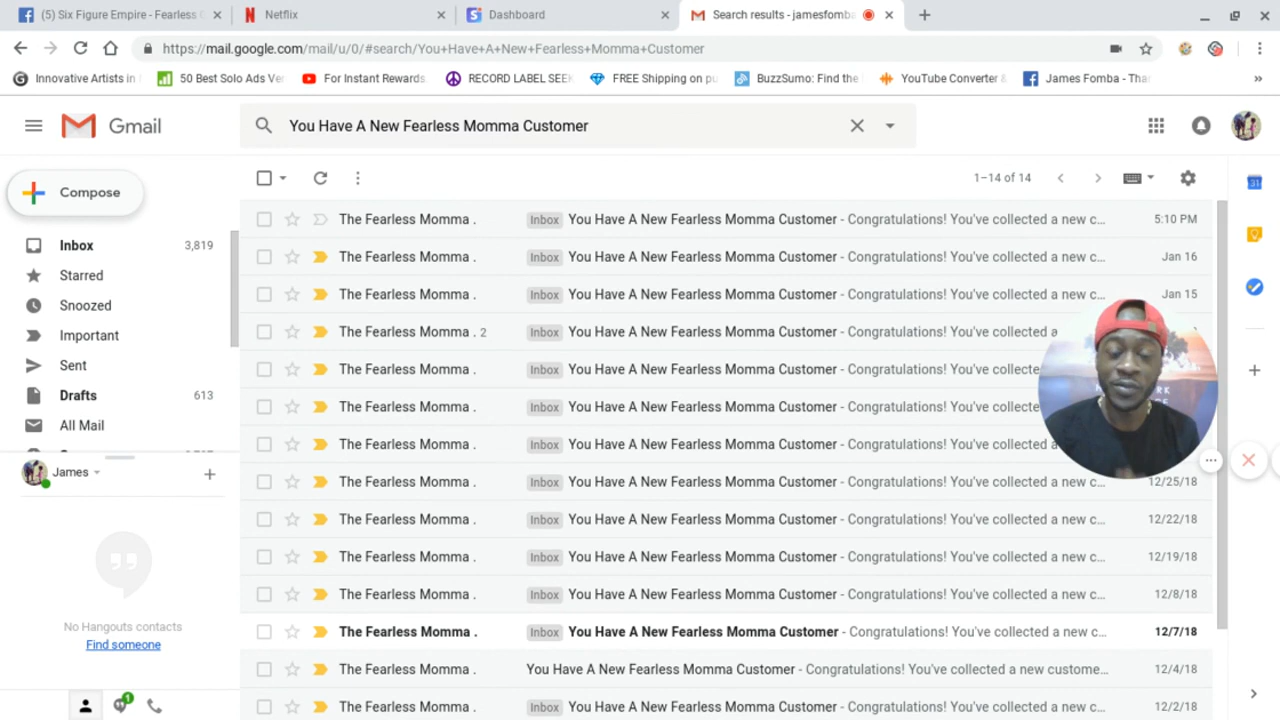 (5) Six Figure Empire - Fearless
Netflix
Dashboard
Search results - jamesfomb
https://mail.google.com/mail/u/0/#search/You+Have+A+New+Fearless+Momma+Customer
Innovative Artists in
50 Best Solo Ads Ver
For Instant Rewards
RECORD LABEL SEEK
FREE Shipping on pu
BuzzSumo: Find the
YouTube Converter &
James Fomba - Tha
»
Gmail
You Have A New Fearless Momma Customer
Compose
1–14 of 14
31
Inbox 3,819
Starred
Snoozed
Important
Sent
Drafts 613
All Mail
James
No Hangouts contacts
Find someone
1
The Fearless Momma . Inbox You Have A New Fearless Momma Customer - Congratulations! You've collected a new c... 5:10 PM
The Fearless Momma . Inbox You Have A New Fearless Momma Customer - Congratulations! You've collected a new c... Jan 16
The Fearless Momma . Inbox You Have A New Fearless Momma Customer - Congratulations! You've collected a new c... Jan 15
The Fearless Momma . 2 Inbox You Have A New Fearless Momma Customer - Congratulations! You've collected a
The Fearless Momma . Inbox You Have A New Fearless Momma Customer - Congratulations! You've collecte
The Fearless Momma . Inbox You Have A New Fearless Momma Customer - Congratulations! You've collecte
The Fearless Momma . Inbox You Have A New Fearless Momma Customer - Congratulations! You've collected a
The Fearless Momma . Inbox You Have A New Fearless Momma Customer - Congratulations! You've collected a new c... 12/25/18
The Fearless Momma . Inbox You Have A New Fearless Momma Customer - Congratulations! You've collected a new c... 12/22/18
The Fearless Momma . Inbox You Have A New Fearless Momma Customer - Congratulations! You've collected a new c... 12/19/18
The Fearless Momma . Inbox You Have A New Fearless Momma Customer - Congratulations! You've collected a new c... 12/8/18
The Fearless Momma . Inbox You Have A New Fearless Momma Customer - Congratulations! You've collected a new c... 12/7/18
The Fearless Momma . You Have A New Fearless Momma Customer - Congratulations! You've collected a new custome... 12/4/18
The Fearless Momma . Inbox You Have A New Fearless Momma Customer - Congratulations! You've collected a new c... 12/2/18